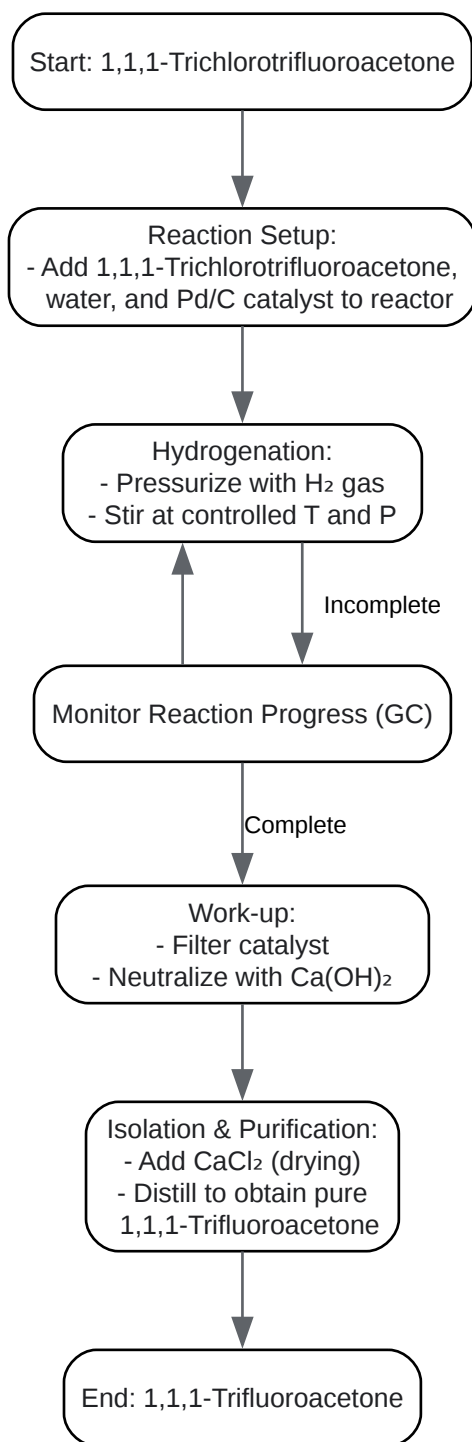 Start: 1,1,1-Trichlorotrifluoroacetone
Reaction Setup:
- Add 1,1,1-Trichlorotrifluoroacetone,
water, and Pd/C catalyst to reactor
Hydrogenation:
- Pressurize with H₂ gas
- Stir at controlled T and P
Incomplete
Monitor Reaction Progress (GC)
Complete
Work-up:
- Filter catalyst
- Neutralize with Ca(OH)₂
Isolation & Purification:
- Add CaCl₂ (drying)
- Distill to obtain pure
1,1,1-Trifluoroacetone
End: 1,1,1-Trifluoroacetone